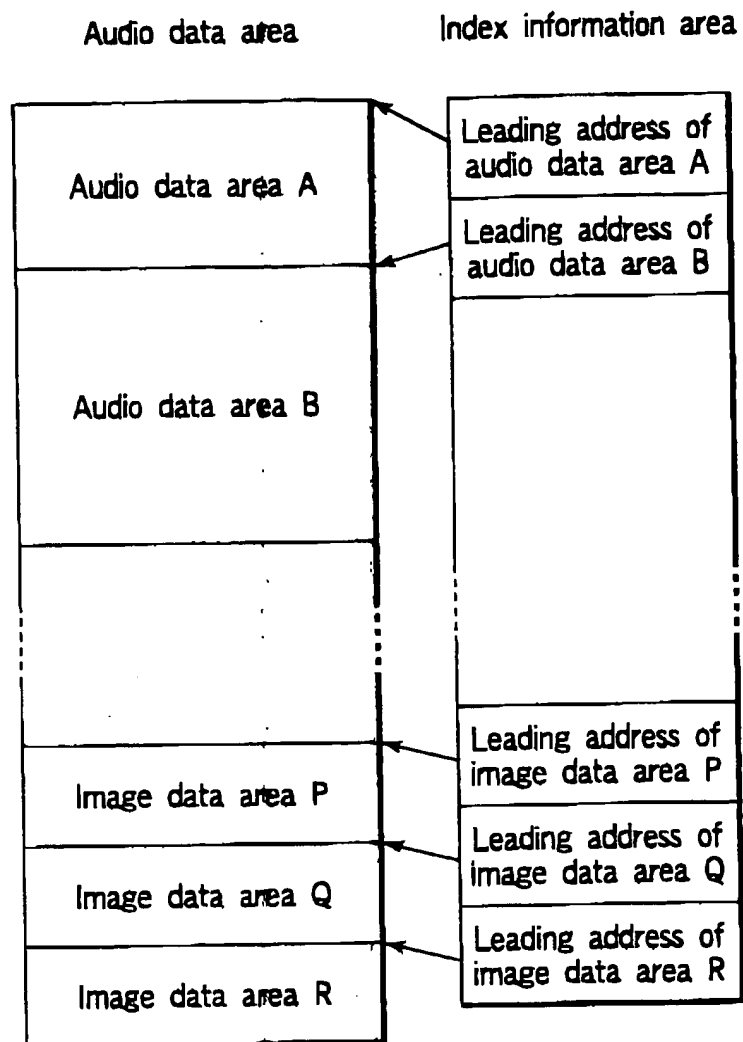 Audio data area
Index information area
Audio data area A
Leading address of
audio data area A
Leading address of
audio data area B
Audio data area B
Leading address of
image data area P
Image data area P
Leading address of
image data area Q
Image data area Q
Leading address of
image data area R
Image data area R